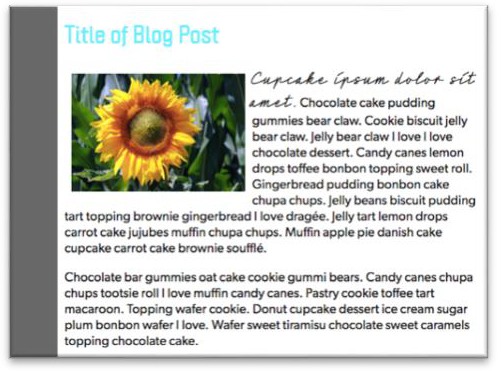 Title of Blog Post
Cupcake ipsum dolor sit
amet. Chocolate cake pudding
gummies bear claw. Cookie biscuit jelly
bear claw. Jelly bear claw I love I love
chocolate dessert. Candy canes lemon
drops toffee bonbon topping sweet roll.
Gingerbread pudding bonbon cake
chupa chups. Jelly beans biscuit pudding
tart topping brownie gingerbread I love dragée. Jelly tart lemon drops
carrot cake jujubes muffin chupa chups. Muffin apple pie danish cake
cupcake carrot cake brownie soufflé.
Chocolate bar gummies oat cake cookie gummi bears. Candy canes chupa
chups tootsie roll I love muffin candy canes. Pastry cookie toffee tart
macaroon. Topping wafer cookie. Donut cupcake dessert ice cream sugar
plum bonbon wafer I love. Wafer sweet tiramisu chocolate sweet caramels
topping chocolate cake.